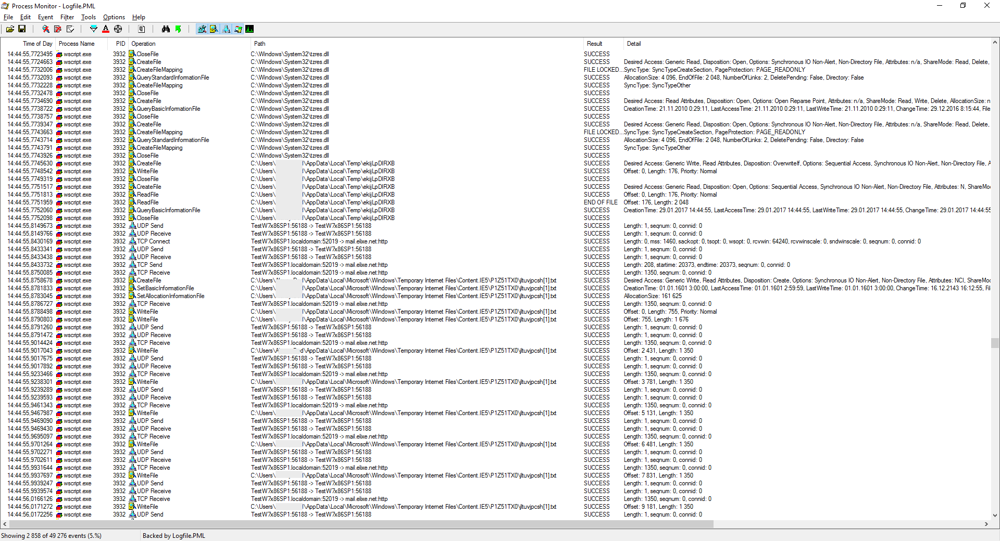 Process Monitor - Logfile.PML
File Edit Event Filter Tools Options Help
Time of Day Process Name PID Operation Path Result Detail
14:44:55,7723495 wscript.exe 3932 CloseFile C:\Windows\System32\tzres.dll SUCCESS
14:44:55,7724663 wscript.exe 3932 CreateFile C:\Windows\System32\tzres.dll SUCCESS Desired Access: Generic Read, Disposition: Open, Options: Synchronous IO Non-Alert, Non-Directory File, Attributes: n/a, ShareMode: Read, Delete,
14:44:55,7732006 wscript.exe 3932 CreateFileMapping C:\Windows\System32\tzres.dll FILE LOCKED... SyncType: SyncTypeCreateSection, PageProtection: PAGE_READONLY
14:44:55,7732093 wscript.exe 3932 QueryStandardInformationFile C:\Windows\System32\tzres.dll SUCCESS AllocationSize: 4 096, EndOfFile: 2 048, NumberOfLinks: 2, DeletePending: False, Directory: False
14:44:55,7732228 wscript.exe 3932 CreateFileMapping C:\Windows\System32\tzres.dll SUCCESS SyncType: SyncTypeOther
14:44:55,7732478 wscript.exe 3932 CloseFile C:\Windows\System32\tzres.dll SUCCESS
14:44:55,7734690 wscript.exe 3932 CreateFile C:\Windows\System32\tzres.dll SUCCESS Desired Access: Read Attributes, Disposition: Open, Options: Open Reparse Point, Attributes: n/a, ShareMode: Read, Write, Delete, AllocationSize: n
14:44:55,7738722 wscript.exe 3932 QueryBasicInformationFile C:\Windows\System32\tzres.dll SUCCESS CreationTime: 21.11.2010 0:29:11, LastAccessTime: 21.11.2010 0:29:11, LastWriteTime: 21.11.2010 0:29:11, ChangeTime: 29.12.2016 8:15:44, File
14:44:55,7738757 wscript.exe 3932 CloseFile C:\Windows\System32\tzres.dll SUCCESS
14:44:55,7739347 wscript.exe 3932 CreateFile C:\Windows\System32\tzres.dll SUCCESS Desired Access: Generic Read, Disposition: Open, Options: Synchronous IO Non-Alert, Non-Directory File, Attributes: n/a, ShareMode: Read, Delete,
14:44:55,7743663 wscript.exe 3932 CreateFileMapping C:\Windows\System32\tzres.dll FILE LOCKED... SyncType: SyncTypeCreateSection, PageProtection: PAGE_READONLY
14:44:55,7743714 wscript.exe 3932 QueryStandardInformationFile C:\Windows\System32\tzres.dll SUCCESS AllocationSize: 4 096, EndOfFile: 2 048, NumberOfLinks: 2, DeletePending: False, Directory: False
14:44:55,7743791 wscript.exe 3932 CreateFileMapping C:\Windows\System32\tzres.dll SUCCESS SyncType: SyncTypeOther
14:44:55,7743926 wscript.exe 3932 CloseFile C:\Windows\System32\tzres.dll SUCCESS
14:44:55,7745630 wscript.exe 3932 CreateFile C:\Users\ l\AppData\Local\Temp\ekijLpDlRXB SUCCESS Desired Access: Generic Write, Read Attributes, Disposition: OverwriteIf, Options: Sequential Access, Synchronous IO Non-Alert, Non-Directory File, A
14:44:55,7748542 wscript.exe 3932 WriteFile C:\Users\ l\AppData\Local\Temp\ekijLpDlRXB SUCCESS Offset: 0, Length: 176, Priority: Normal
14:44:55,7749319 wscript.exe 3932 CloseFile C:\Users\ l\AppData\Local\Temp\ekijLpDlRXB SUCCESS
14:44:55,7751517 wscript.exe 3932 CreateFile C:\Users\ l\AppData\Local\Temp\ekijLpDlRXB SUCCESS Desired Access: Generic Read, Disposition: Open, Options: Sequential Access, Synchronous IO Non-Alert, Non-Directory File, Attributes: N, ShareMo
14:44:55,7751813 wscript.exe 3932 ReadFile C:\Users\ l\AppData\Local\Temp\ekijLpDlRXB SUCCESS Offset: 0, Length: 176, Priority: Normal
14:44:55,7751959 wscript.exe 3932 ReadFile C:\Users\ l\AppData\Local\Temp\ekijLpDlRXB END OF FILE Offset: 176, Length: 2 048
14:44:55,7752060 wscript.exe 3932 QueryBasicInformationFile C:\Users\ l\AppData\Local\Temp\ekijLpDlRXB SUCCESS CreationTime: 29.01.2017 14:44:55, LastAccessTime: 29.01.2017 14:44:55, LastWriteTime: 29.01.2017 14:44:55, ChangeTime: 29.01.2017 14:44:55
14:44:55,7752098 wscript.exe 3932 CloseFile C:\Users\ l\AppData\Local\Temp\ekijLpDlRXB SUCCESS
14:44:55,8149673 wscript.exe 3932 UDP Send TestW7x86SP1:56188 -> TestW7x86SP1:56188 SUCCESS Length: 1, seqnum: 0, connid: 0
14:44:55,8149766 wscript.exe 3932 UDP Receive TestW7x86SP1:56188 -> TestW7x86SP1:56188 SUCCESS Length: 1, seqnum: 0, connid: 0
14:44:55,8430169 wscript.exe 3932 TCP Connect TestW7x86SP1.localdomain:52019 -> mail.elixe.net:http SUCCESS Length: 0, mss: 1460, sackopt: 0, tsopt: 0, wsopt: 0, rcvwin: 64240, rcvwinscale: 0, sndwinscale: 0, seqnum: 0, connid: 0
14:44:55,8433341 wscript.exe 3932 UDP Send TestW7x86SP1:56188 -> TestW7x86SP1:56188 SUCCESS Length: 1, seqnum: 0, connid: 0
14:44:55,8433438 wscript.exe 3932 UDP Receive TestW7x86SP1:56188 -> TestW7x86SP1:56188 SUCCESS Length: 1, seqnum: 0, connid: 0
14:44:55,8433732 wscript.exe 3932 TCP Send TestW7x86SP1.localdomain:52019 -> mail.elixe.net:http SUCCESS Length: 208, startime: 20373, endtime: 20373, seqnum: 0, connid: 0
14:44:55,8750085 wscript.exe 3932 TCP Receive TestW7x86SP1.localdomain:52019 -> mail.elixe.net:http SUCCESS Length: 1350, seqnum: 0, connid: 0
14:44:55,8758678 wscript.exe 3932 CreateFile C:\Users\ \AppData\Local\Microsoft\Windows\Temporary Internet Files\Content.IE5\P1Z51TX0\jltuvjpcsh[1].txt SUCCESS Desired Access: Generic Write, Read Attributes, Disposition: Create, Options: Synchronous IO Non-Alert, Non-Directory File, Attributes: NCI, ShareMo
14:44:55,8781833 wscript.exe 3932 SetBasicInformationFile C:\Users\ l\AppData\Local\Microsoft\Windows\Temporary Internet Files\Content.IE5\P1Z51TX0\jltuvjpcsh[1].txt SUCCESS CreationTime: 01.01.1601 3:00:00, LastAccessTime: 01.01.1601 2:59:59, LastWriteTime: 01.01.1601 3:00:00, ChangeTime: 16.12.2143 16:12:55, Fil
14:44:55,8783045 wscript.exe 3932 SetAllocationInformationFile C:\Users\ l\AppData\Local\Microsoft\Windows\Temporary Internet Files\Content.IE5\P1Z51TX0\jltuvjpcsh[1].txt SUCCESS AllocationSize: 161 625
14:44:55,8786727 wscript.exe 3932 TCP Receive TestW7x86SP1.localdomain:52019 -> mail.elixe.net:http SUCCESS Length: 1350, seqnum: 0, connid: 0
14:44:55,8788498 wscript.exe 3932 WriteFile C:\Users\ l\AppData\Local\Microsoft\Windows\Temporary Internet Files\Content.IE5\P1Z51TX0\jltuvjpcsh[1].txt SUCCESS Offset: 0, Length: 755, Priority: Normal
14:44:55,8790803 wscript.exe 3932 WriteFile C:\Users\ l\AppData\Local\Microsoft\Windows\Temporary Internet Files\Content.IE5\P1Z51TX0\jltuvjpcsh[1].txt SUCCESS Offset: 755, Length: 1 676
14:44:55,8791260 wscript.exe 3932 UDP Send TestW7x86SP1:56188 -> TestW7x86SP1:56188 SUCCESS Length: 1, seqnum: 0, connid: 0
14:44:55,8791472 wscript.exe 3932 UDP Receive TestW7x86SP1:56188 -> TestW7x86SP1:56188 SUCCESS Length: 1, seqnum: 0, connid: 0
14:44:55,9014424 wscript.exe 3932 TCP Receive TestW7x86SP1.localdomain:52019 -> mail.elixe.net:http SUCCESS Length: 1350, seqnum: 0, connid: 0
14:44:55,9017043 wscript.exe 3932 WriteFile C:\Users\A d\AppData\Local\Microsoft\Windows\Temporary Internet Files\Content.IE5\P1Z51TX0\jltuvjpcsh[1].txt SUCCESS Offset: 2 431, Length: 1 350
14:44:55,9017675 wscript.exe 3932 UDP Send TestW7x86SP1:56188 -> TestW7x86SP1:56188 SUCCESS Length: 1, seqnum: 0, connid: 0
14:44:55,9017892 wscript.exe 3932 UDP Receive TestW7x86SP1:56188 -> TestW7x86SP1:56188 SUCCESS Length: 1, seqnum: 0, connid: 0
14:44:55,9233466 wscript.exe 3932 TCP Receive TestW7x86SP1.localdomain:52019 -> mail.elixe.net:http SUCCESS Length: 1350, seqnum: 0, connid: 0
14:44:55,9238301 wscript.exe 3932 WriteFile C:\Users\ l\AppData\Local\Microsoft\Windows\Temporary Internet Files\Content.IE5\P1Z51TX0\jltuvjpcsh[1].txt SUCCESS Offset: 3 781, Length: 1 350
14:44:55,9239289 wscript.exe 3932 UDP Send TestW7x86SP1:56188 -> TestW7x86SP1:56188 SUCCESS Length: 1, seqnum: 0, connid: 0
14:44:55,9239593 wscript.exe 3932 UDP Receive TestW7x86SP1:56188 -> TestW7x86SP1:56188 SUCCESS Length: 1, seqnum: 0, connid: 0
14:44:55,9461343 wscript.exe 3932 TCP Receive TestW7x86SP1.localdomain:52019 -> mail.elixe.net:http SUCCESS Length: 1350, seqnum: 0, connid: 0
14:44:55,9467987 wscript.exe 3932 WriteFile C:\Users\ l\AppData\Local\Microsoft\Windows\Temporary Internet Files\Content.IE5\P1Z51TX0\jltuvjpcsh[1].txt SUCCESS Offset: 5 131, Length: 1 350
14:44:55,9469090 wscript.exe 3932 UDP Send TestW7x86SP1:56188 -> TestW7x86SP1:56188 SUCCESS Length: 1, seqnum: 0, connid: 0
14:44:55,9469430 wscript.exe 3932 UDP Receive TestW7x86SP1:56188 -> TestW7x86SP1:56188 SUCCESS Length: 1, seqnum: 0, connid: 0
14:44:55,9695097 wscript.exe 3932 TCP Receive TestW7x86SP1.localdomain:52019 -> mail.elixe.net:http SUCCESS Length: 1350, seqnum: 0, connid: 0
14:44:55,9701264 wscript.exe 3932 WriteFile C:\Users\ l\AppData\Local\Microsoft\Windows\Temporary Internet Files\Content.IE5\P1Z51TX0\jltuvjpcsh[1].txt SUCCESS Offset: 6 481, Length: 1 350
14:44:55,9702271 wscript.exe 3932 UDP Send TestW7x86SP1:56188 -> TestW7x86SP1:56188 SUCCESS Length: 1, seqnum: 0, connid: 0
14:44:55,9702611 wscript.exe 3932 UDP Receive TestW7x86SP1:56188 -> TestW7x86SP1:56188 SUCCESS Length: 1, seqnum: 0, connid: 0
14:44:55,9931644 wscript.exe 3932 TCP Receive TestW7x86SP1.localdomain:52019 -> mail.elixe.net:http SUCCESS Length: 1350, seqnum: 0, connid: 0
14:44:55,9937697 wscript.exe 3932 WriteFile C:\Users\ l\AppData\Local\Microsoft\Windows\Temporary Internet Files\Content.IE5\P1Z51TX0\jltuvjpcsh[1].txt SUCCESS Offset: 7 831, Length: 1 350
14:44:55,9939247 wscript.exe 3932 UDP Send TestW7x86SP1:56188 -> TestW7x86SP1:56188 SUCCESS Length: 1, seqnum: 0, connid: 0
14:44:55,9939574 wscript.exe 3932 UDP Receive TestW7x86SP1:56188 -> TestW7x86SP1:56188 SUCCESS Length: 1, seqnum: 0, connid: 0
14:44:56,0166126 wscript.exe 3932 TCP Receive TestW7x86SP1.localdomain:52019 -> mail.elixe.net:http SUCCESS Length: 1350, seqnum: 0, connid: 0
14:44:56,0171272 wscript.exe 3932 WriteFile C:\Users\ l\AppData\Local\Microsoft\Windows\Temporary Internet Files\Content.IE5\P1Z51TX0\jltuvjpcsh[1].txt SUCCESS Offset: 9 181, Length: 1 350
14:44:56,0172256 wscript.exe 3932 UDP Send TestW7x86SP1:56188 -> TestW7x86SP1:56188 SUCCESS Length: 1, seqnum: 0, connid: 0
Showing 2 858 of 49 276 events (5.%) Backed by Logfile.PML